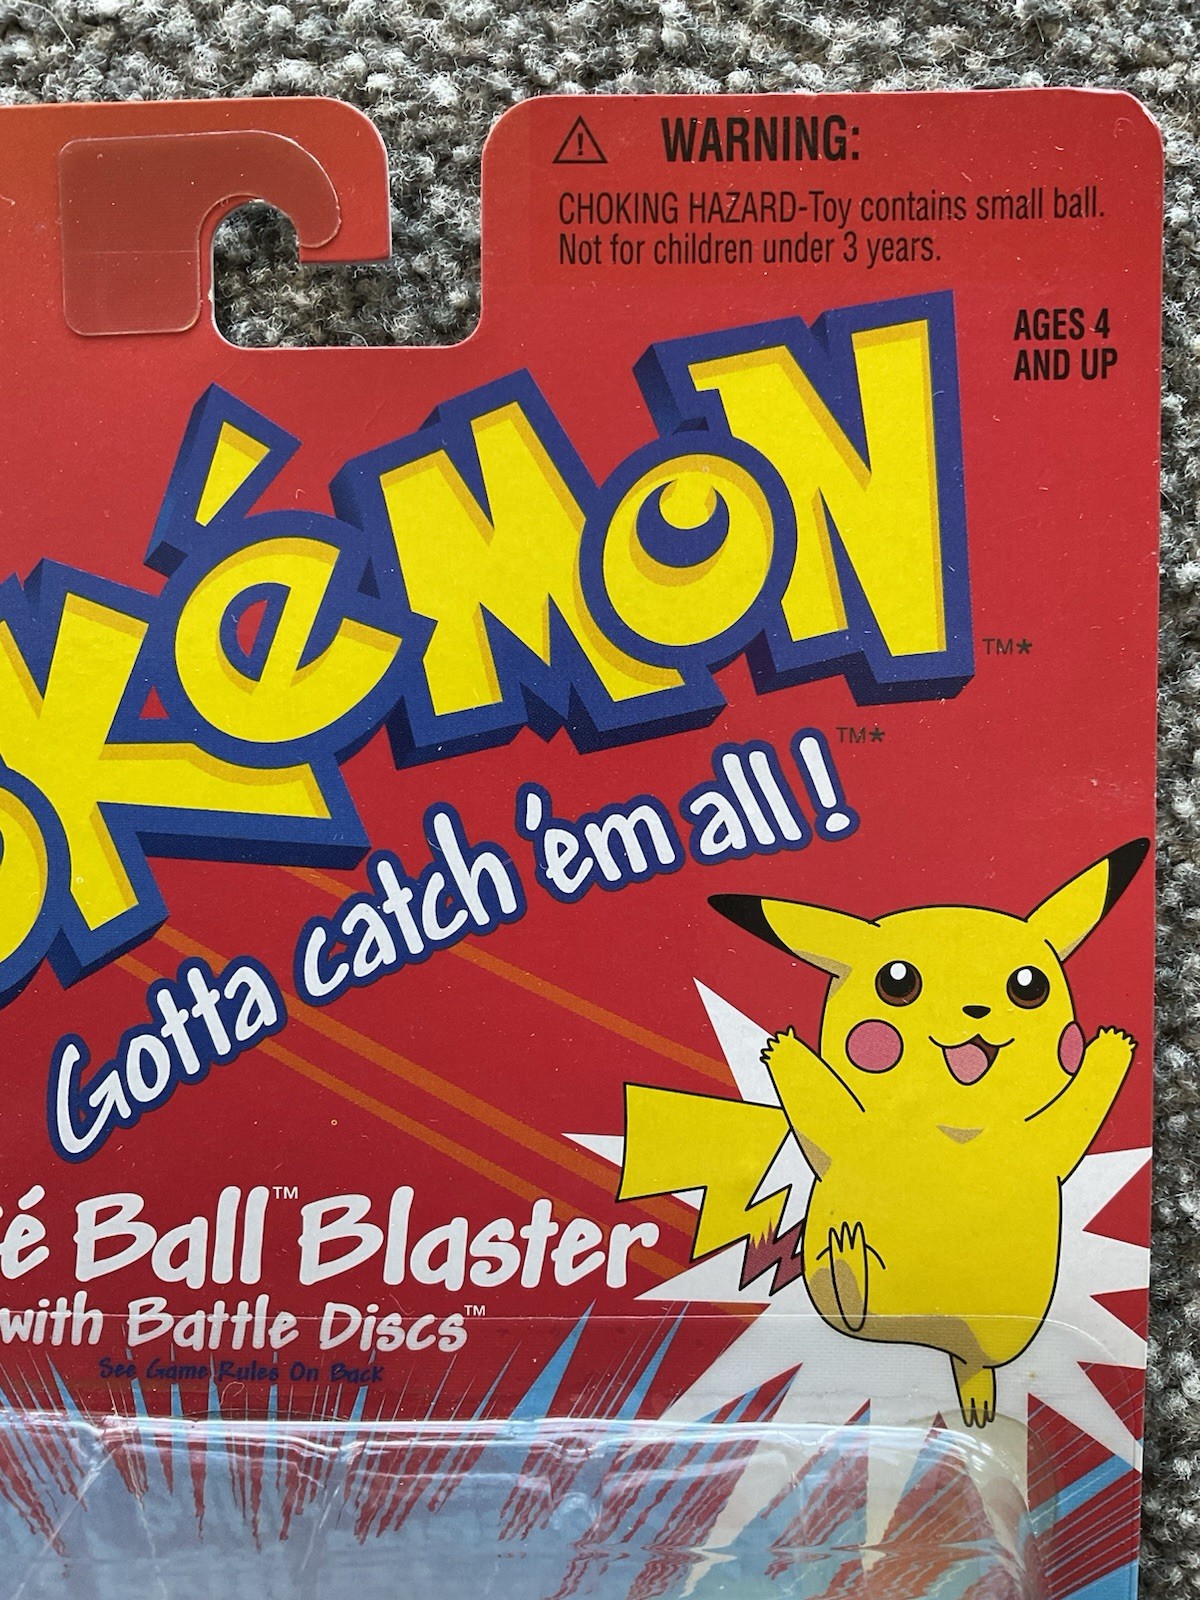 WARNING:
CHOKING HAZARD-Toy contains small ball.
Not for children under 3 years.
AGES 4
AND UP
oKéMoN TM*
Gotta catch 'em all! TM*
é Ball™ Blaster
with Battle Discs™
See Game Rules On Back